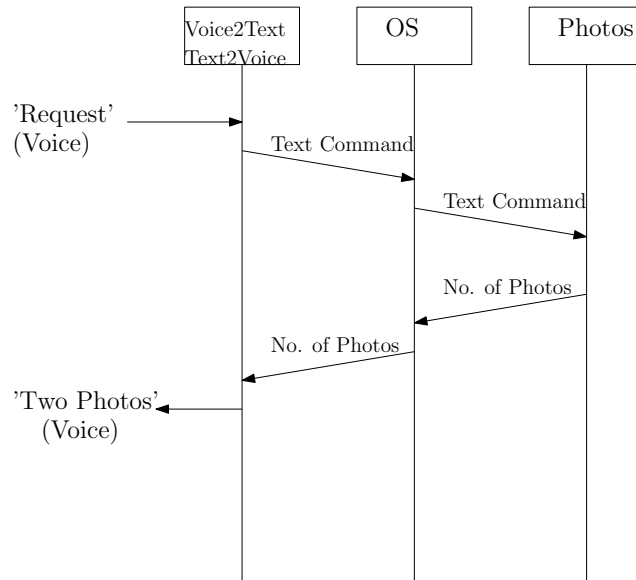 Voice2Text
Text2Voice
OS
Photos
'Request'
(Voice)
Text Command
Text Command
No. of Photos
No. of Photos
'Two Photos'
(Voice)